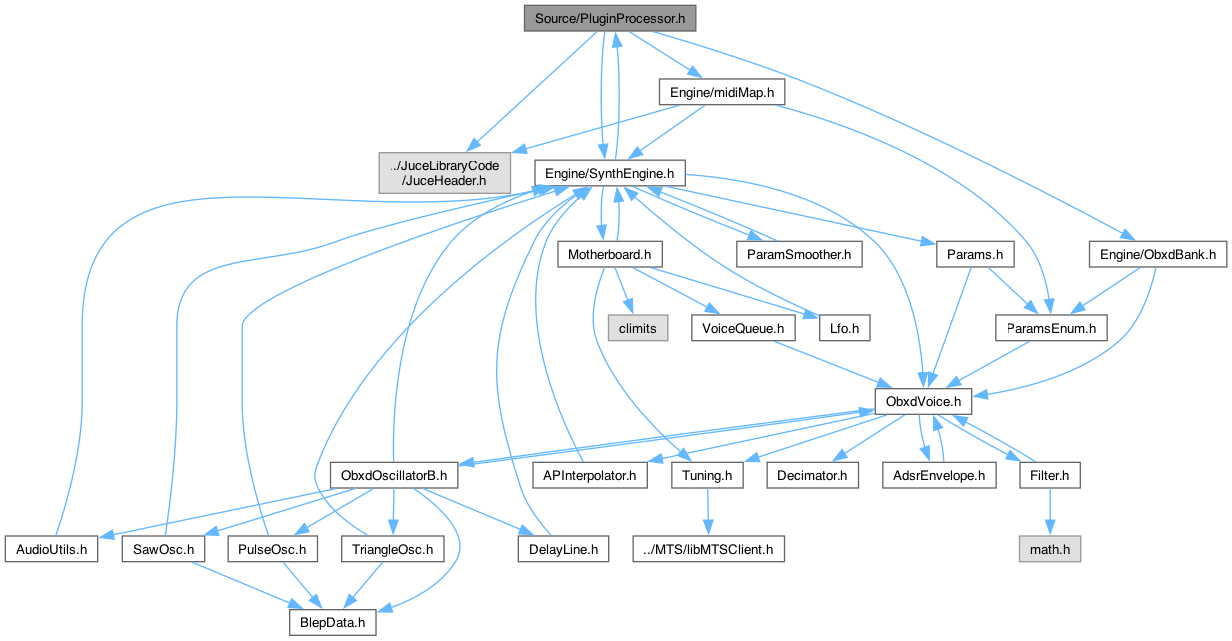 Source/PluginProcessor.h
Engine/midiMap.h
../JuceLibraryCode
/JuceHeader.h
Engine/SynthEngine.h
Motherboard.h
ParamSmoother.h
Params.h
Engine/ObxdBank.h
climits
VoiceQueue.h
Lfo.h
ParamsEnum.h
ObxdVoice.h
ObxdOscillatorB.h
APInterpolator.h
Tuning.h
Decimator.h
AdsrEnvelope.h
Filter.h
AudioUtils.h
SawOsc.h
PulseOsc.h
TriangleOsc.h
DelayLine.h
../MTS/libMTSClient.h
math.h
BlepData.h